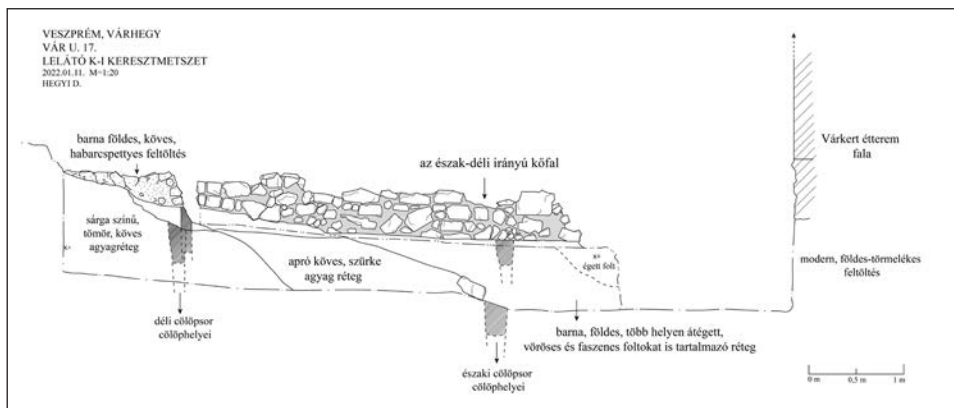 VESZPRÉM, VÁRHEGY
VÁR U. 17.
LELÁTÓ K-I KERESZTMETSZET
2022.01.11. M=1:20
HEGYI D.
barna földes, köves,
habarcspettyes feltöltés
az észak-déli irányú kőfal
Várkert étterem
fala
sárga színű,
tömör, köves
agyagréteg
apró köves, szürke
agyag réteg
égett folt
modern, földes-törmelékes
feltöltés
déli cölöpsor
cölöphelyei
barna, földes, több helyen átégett,
vöröses és faszenes foltokat is tartalmazó réteg
északi cölöpsor
cölöphelyei
0 m 0,5 m 1 m